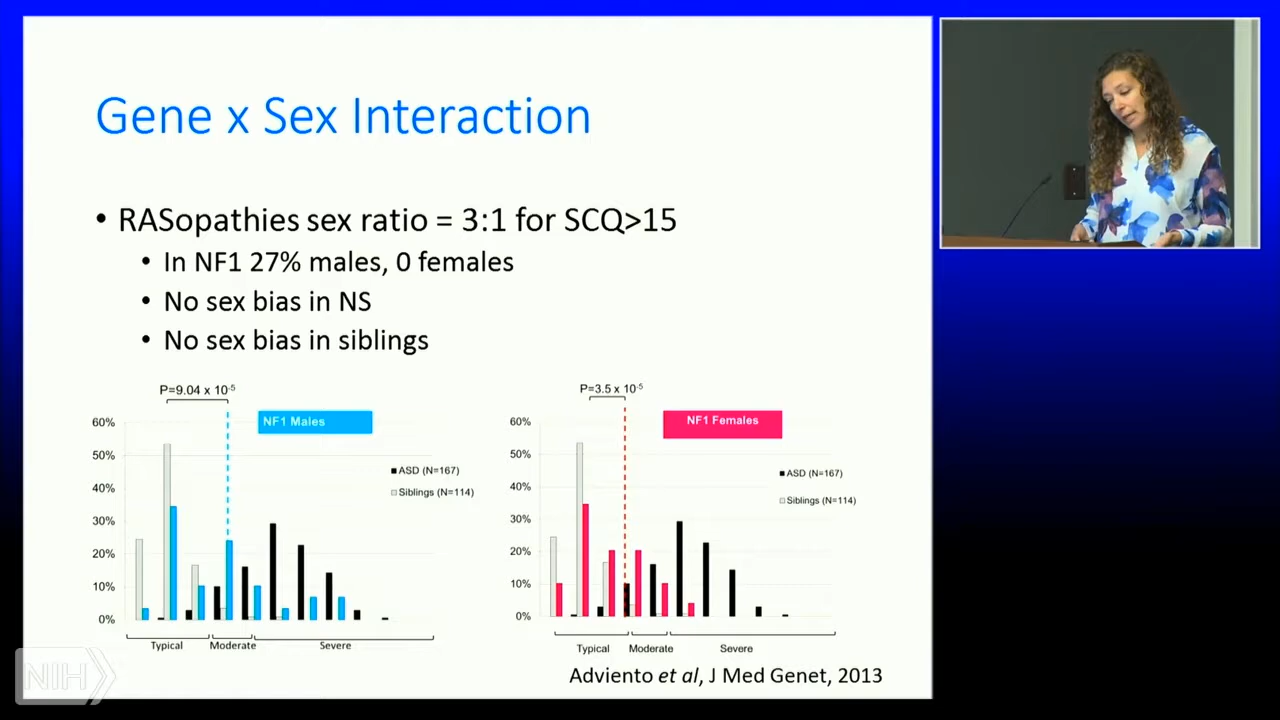 Gene x Sex Interaction
• RASopathies sex ratio = 3:1 for SCQ>15
• In NF1 27% males, 0 females
• No sex bias in NS
• No sex bias in siblings
P=9.04 x 10-5
NF1 Males
60%
50%
40%
30%
20%
10%
0%
ASD (N=167)
Siblings (N=114)
Typical
Moderate
Severe
P=3.5 x 10-5
NF1 Females
60%
50%
40%
30%
20%
10%
0%
ASD (N=167)
Siblings (N=114)
Typical
Moderate
Severe
Adviento et al, J Med Genet, 2013
NIH